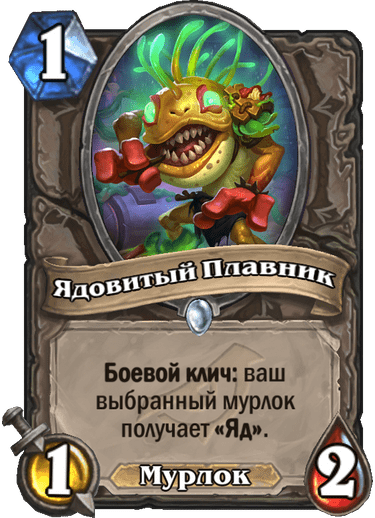 1
Ядовитый Плавник
Боевой клич: ваш
выбранный мурлок
получает «Яд».
1
Мурлок
2